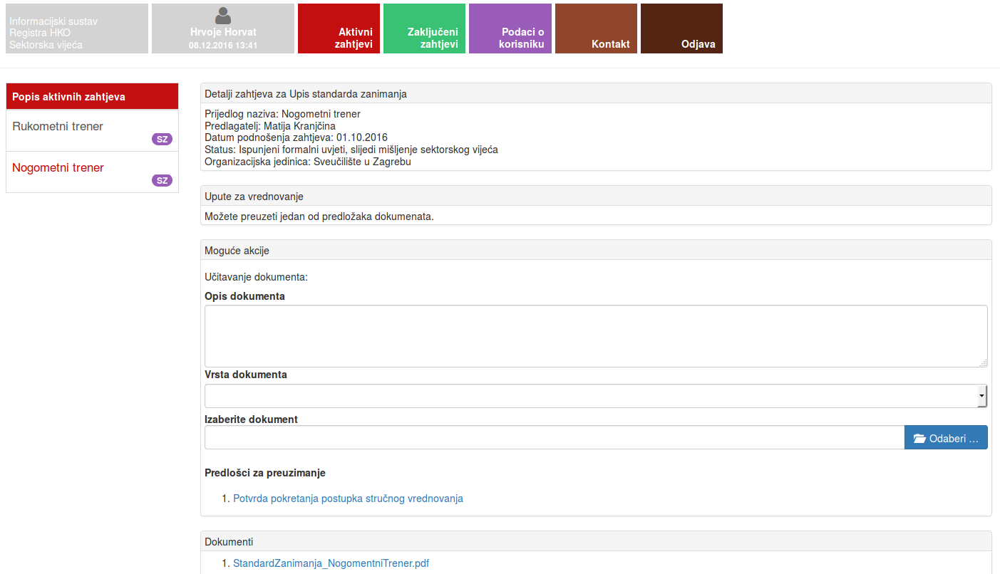 Informacijski sustav
Registra HKO
Sektorska vijeća
Hrvoje Horvat
08.12.2016 13:41
Aktivni
zahtjevi
Zaključeni
zahtjevi
Podaci o
korisniku
Kontakt
Odjava
Popis aktivnih zahtjeva
Rukometni trener
SZ
Nogometni trener
SZ
Detalji zahtjeva za Upis standarda zanimanja
Prijedlog naziva: Nogometni trener
Predlagatelj: Matija Kranjčina
Datum podnošenja zahtjeva: 01.10.2016
Status: Ispunjeni formalni uvjeti, slijedi mišljenje sektorskog vijeća
Organizacijska jedinica: Sveučilište u Zagrebu
Upute za vrednovanje
Možete preuzeti jedan od predložaka dokumenata.
Moguće akcije
Učitavanje dokumenta:
Opis dokumenta
Vrsta dokumenta
Izaberite dokument
Odaberi ...
Predlošci za preuzimanje
1. Potvrda pokretanja postupka stručnog vrednovanja
Dokumenti
1. StandardZanimanja_NogomentniTrener.pdf